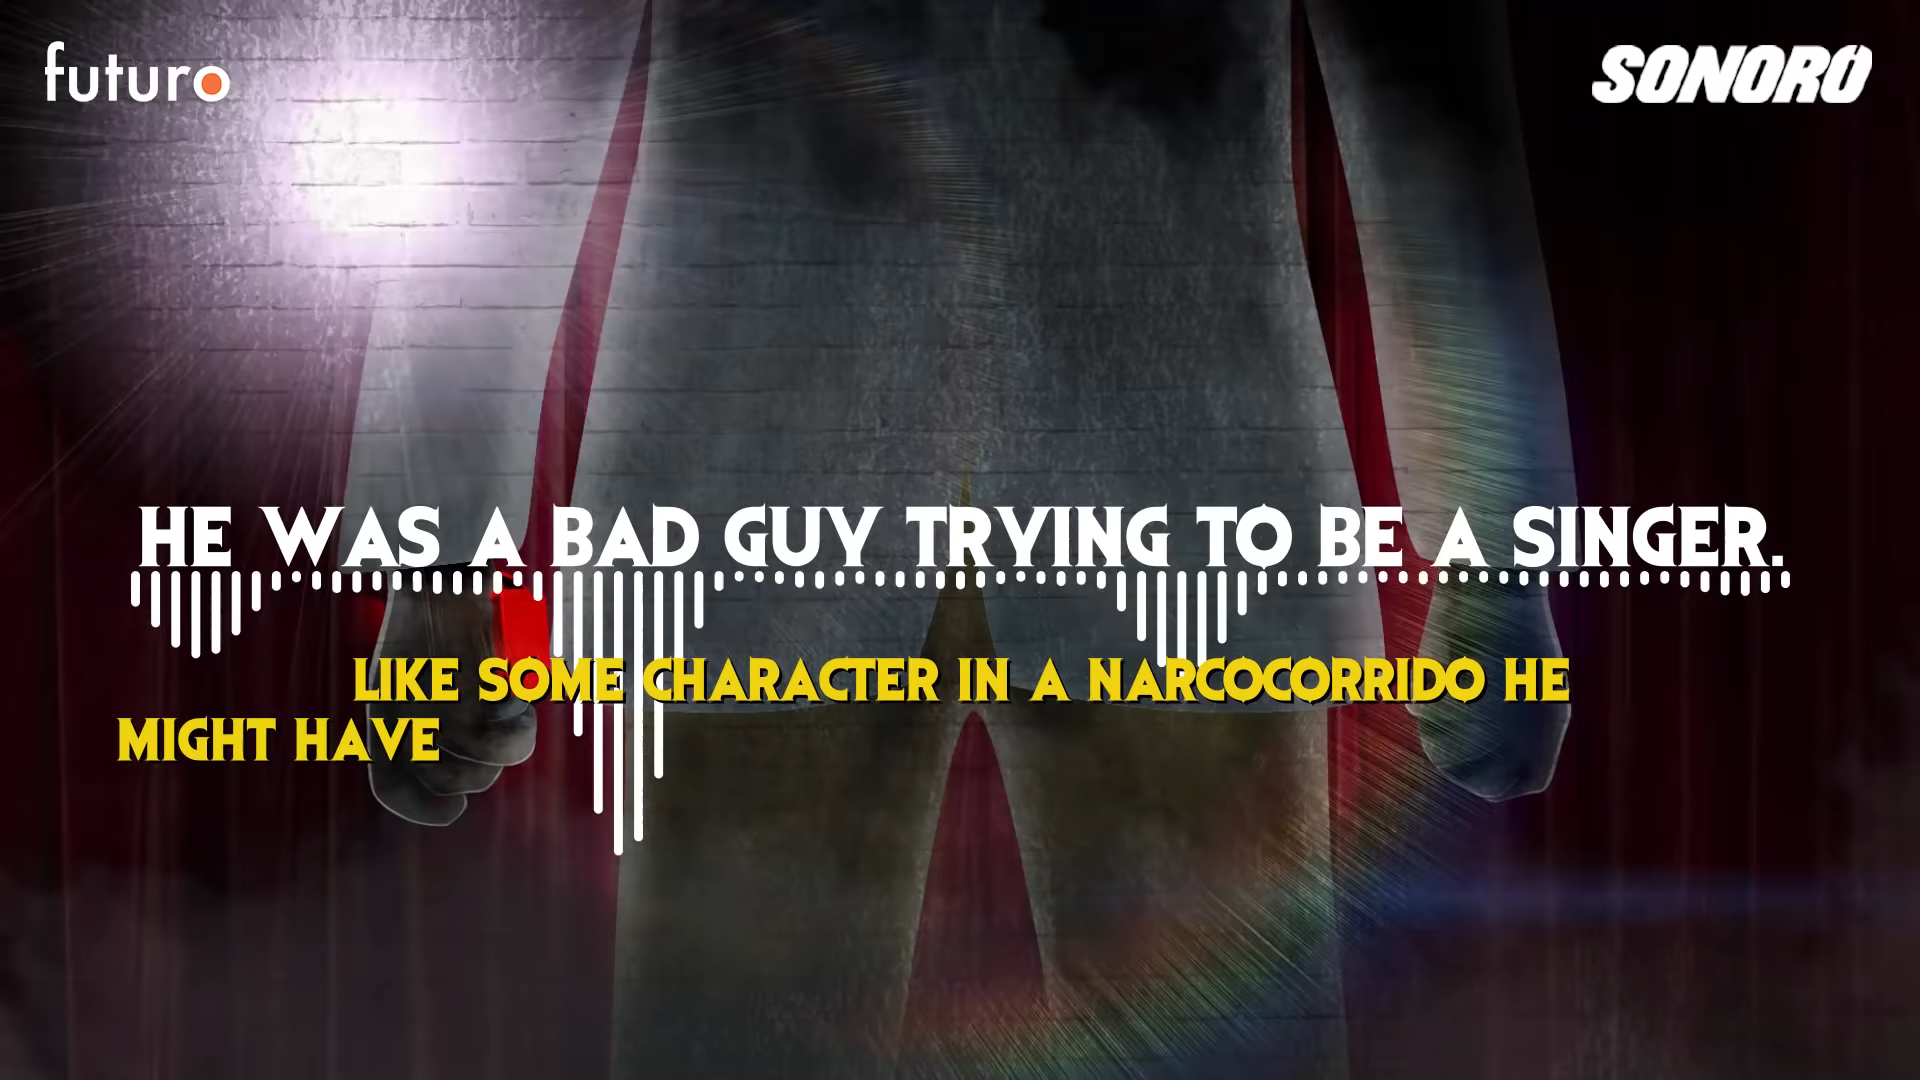 futuro
SONORO
HE WAS A BAD GUY TRYING TO BE A SINGER.
LIKE SOME CHARACTER IN A NARCOCORRIDO HE
MIGHT HAVE